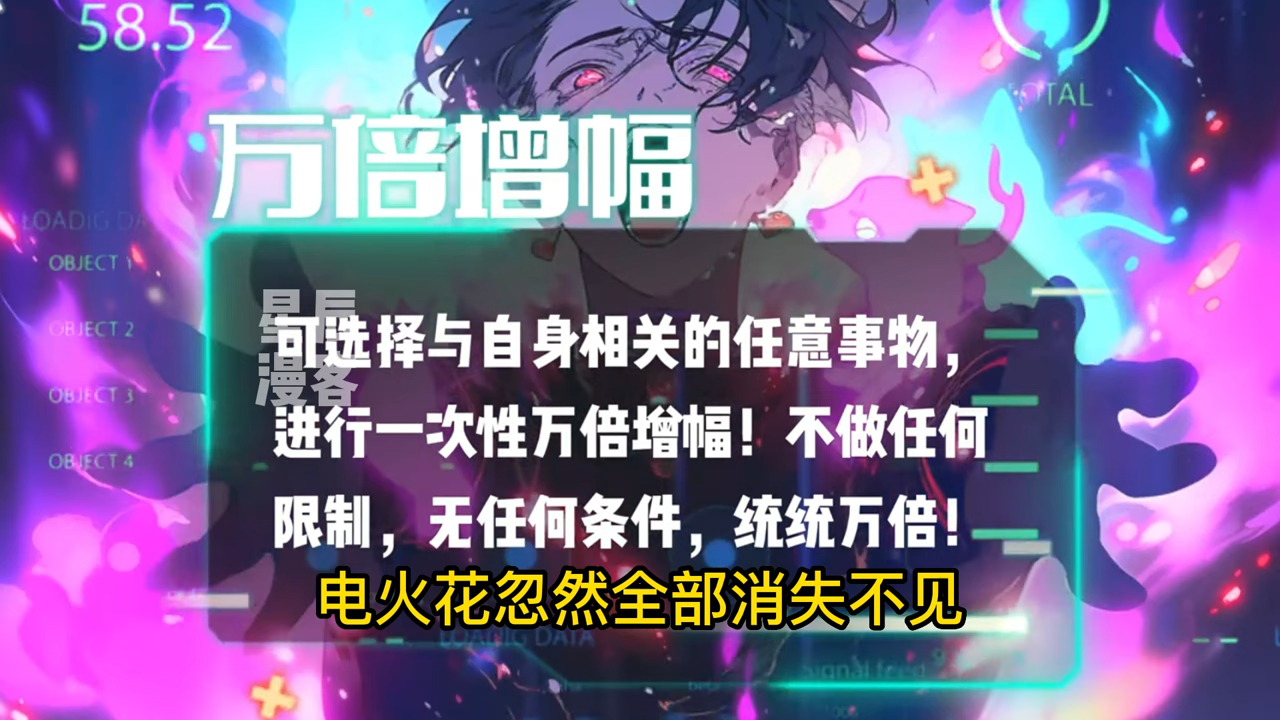 58.52
TOTAL
万倍增幅
LOADIG DA
OBJECT 1
OBJECT 2
OBJECT 3
OBJECT 4
星辰
漫客
可选择与自身相关的任意事物，
进行一次性万倍增幅！不做任何
限制，无任何条件，统统万倍！
电火花忽然全部消失不见
LOADIG DATA
Signal feed